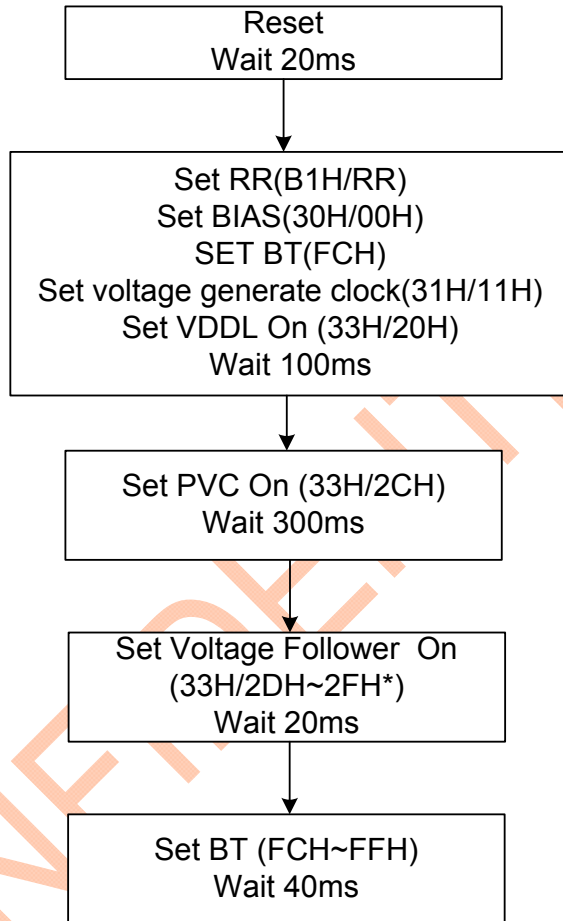 Reset
Wait 20ms
Set RR(B1H/RR)
Set BIAS(30H/00H)
SET BT(FCH)
Set voltage generate clock(31H/11H)
Set VDDL On (33H/20H)
Wait 100ms
Set PVC On (33H/2CH)
Wait 300ms
Set Voltage Follower On
(33H/2DH~2FH*)
Wait 20ms
Set BT (FCH~FFH)
Wait 40ms